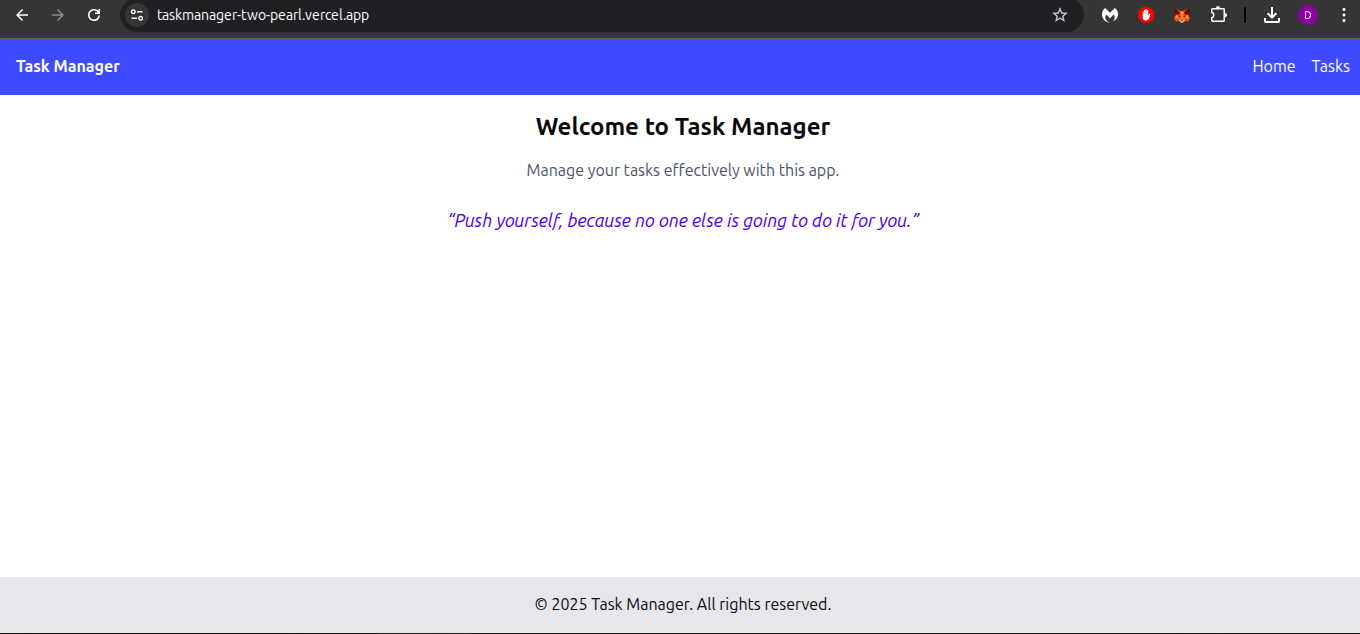 taskmanager-two-pearl.vercel.app
D
Task Manager
Home Tasks
Welcome to Task Manager
Manage your tasks effectively with this app.
“Push yourself, because no one else is going to do it for you.”
© 2025 Task Manager. All rights reserved.